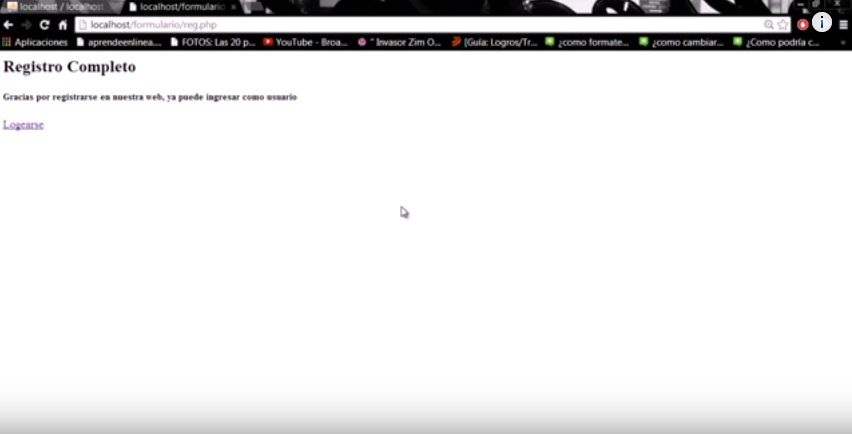 localhost / localhost
localhost/formulario
localhost/formulario/reg.php
Aplicaciones
aprendeenlinea....
FOTOS: Las 20 p...
YouTube - Broa...
" Invasor Zim O...
[Guía: Logros/Tr...
¿como formate...
¿como cambiar...
¿Como podría c...
»
Registro Completo
Gracias por registrarse en nuestra web, ya puede ingresar como usuario
Logearse